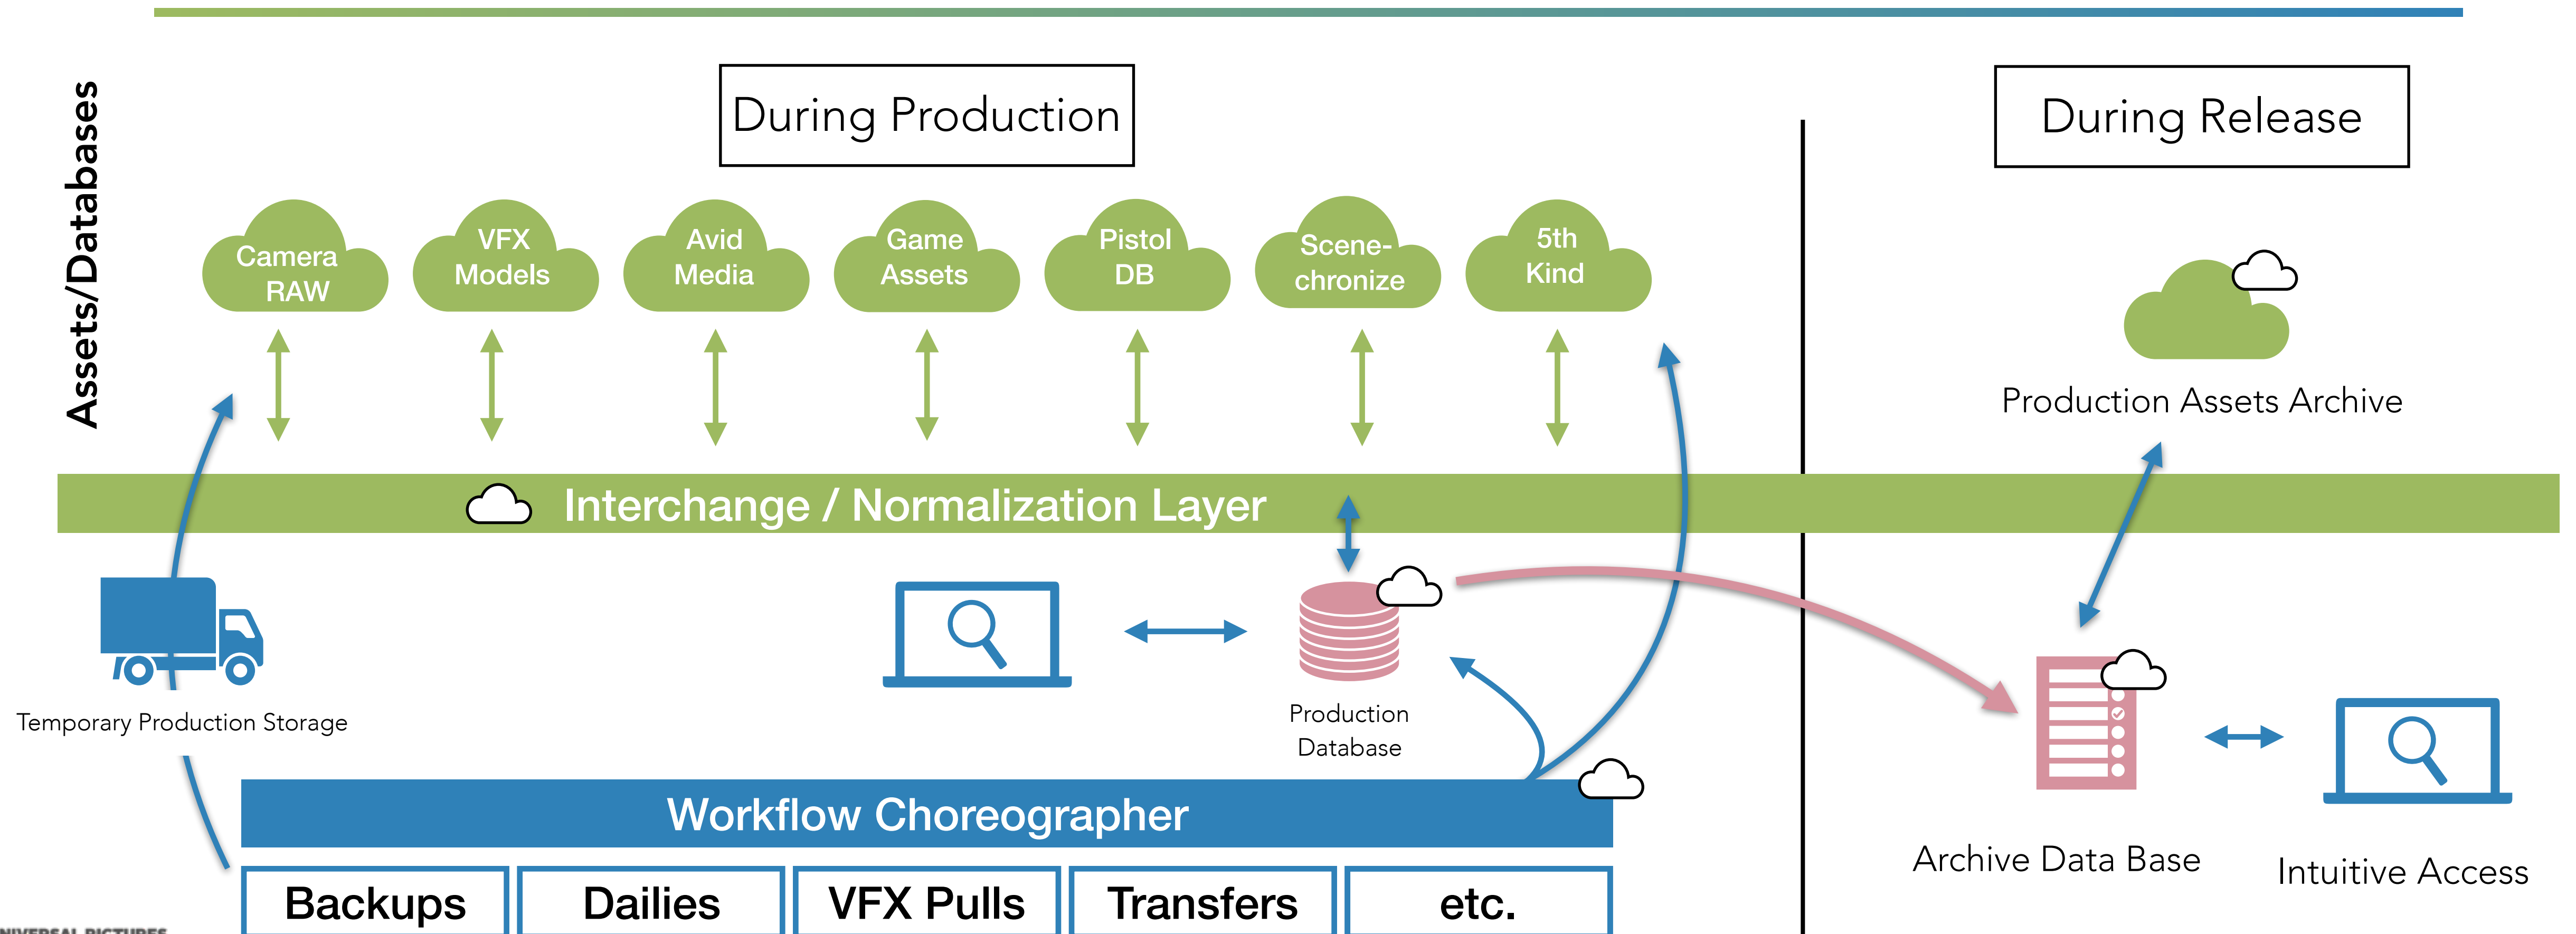 Assets/Databases
During Production
During Release
Camera
RAW
VFX
Models
Avid
Media
Game
Assets
Pistol
DB
Scene-
chronize
5th
Kind
Production Assets Archive
Interchange / Normalization Layer
Temporary Production Storage
Production
Database
Workflow Choreographer
Archive Data Base
Intuitive Access
Backups
Dailies
VFX Pulls
Transfers
etc.
NIVERSAL PICTURES